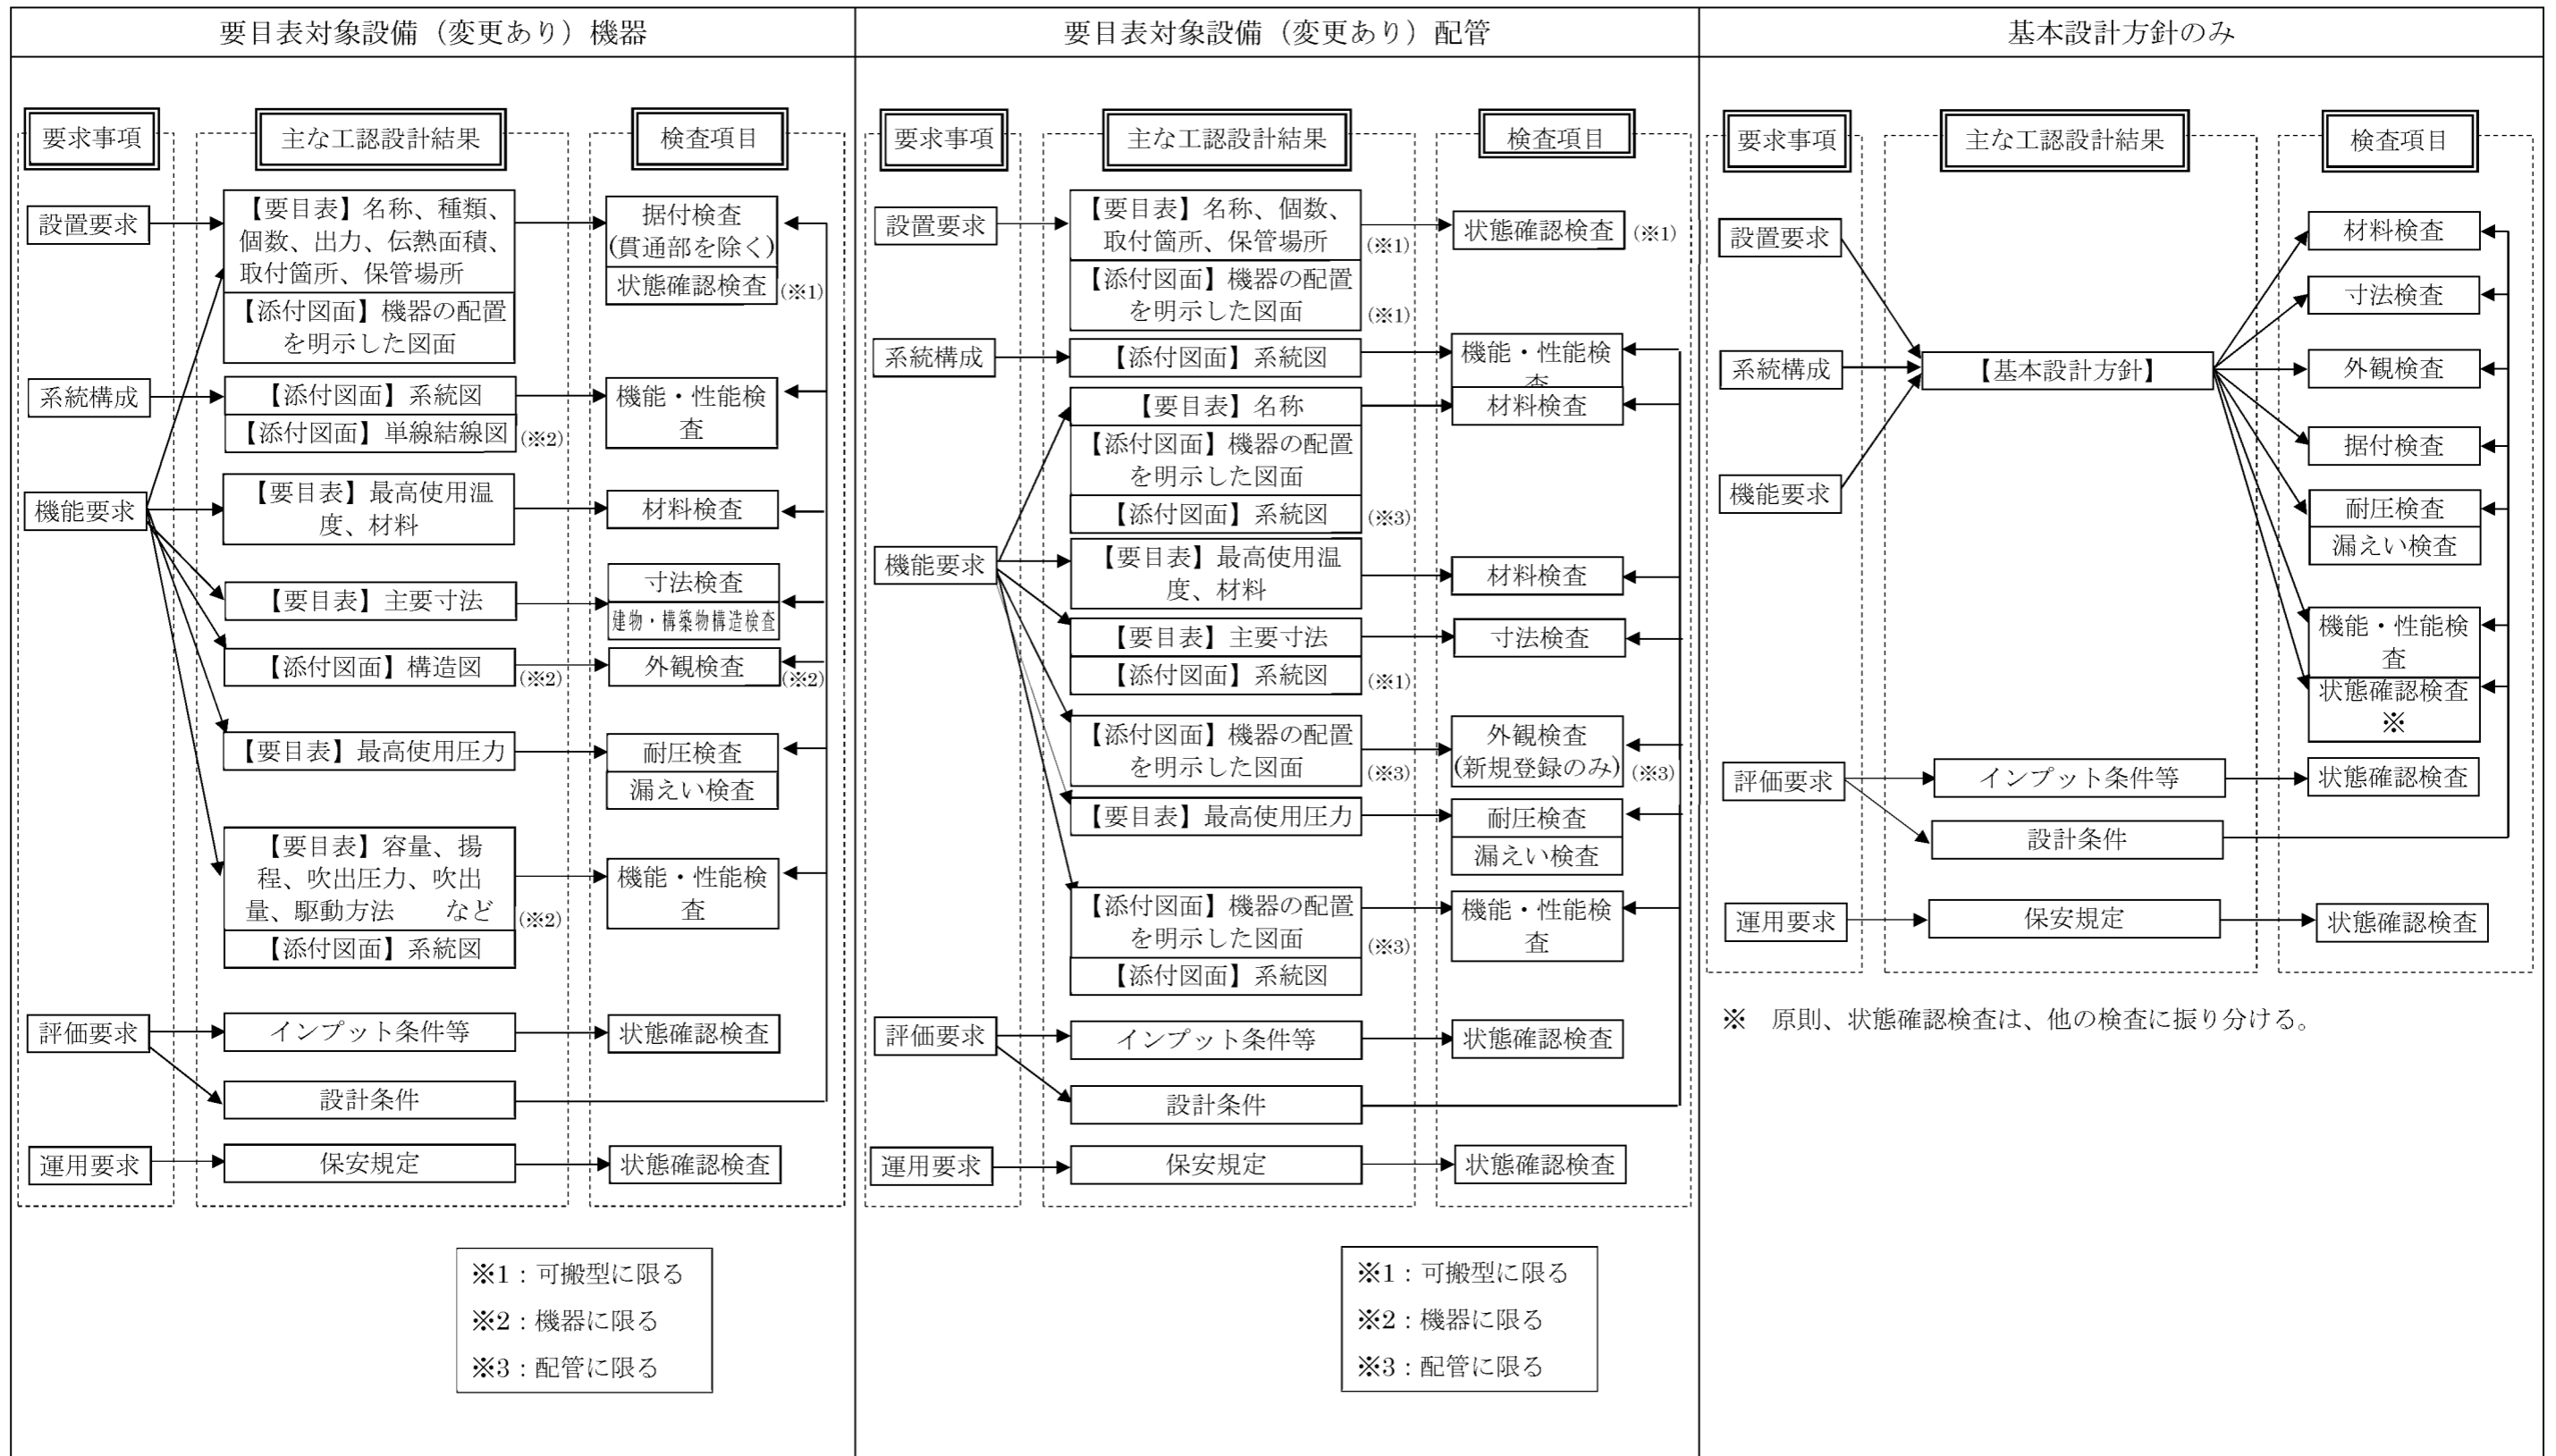 要目表対象設備（変更あり）機器
要求事項
主な工認設計結果
検査項目
設置要求
【要目表】名称、種類、
個数、出力、伝熱面積、
取付箇所、保管場所
【添付図面】機器の配置
を明示した図面
据付検査
(貫通部を除く)
状態確認検査
(※1)
系統構成
【添付図面】系統図
【添付図面】単線結線図
(※2)
機能・性能検
査
機能要求
【要目表】最高使用温
度、材料
材料検査
【要目表】主要寸法
寸法検査
建物・構築物構造検査
【添付図面】構造図
(※2)
外観検査
(※2)
【要目表】最高使用圧力
耐圧検査
漏えい検査
【要目表】容量、揚
程、吹出圧力、吹出
量、駆動方法　　など
(※2)
【添付図面】系統図
機能・性能検
査
評価要求
インプット条件等
状態確認検査
設計条件
運用要求
保安規定
状態確認検査
※1：可搬型に限る
※2：機器に限る
※3：配管に限る
要目表対象設備（変更あり）配管
要求事項
主な工認設計結果
検査項目
設置要求
【要目表】名称、個数、
取付箇所、保管場所
(※1)
【添付図面】機器の配置
を明示した図面
(※1)
状態確認検査
(※1)
系統構成
【添付図面】系統図
機能・性能検
査
機能要求
【要目表】名称
【添付図面】機器の配置
を明示した図面
【添付図面】系統図
(※3)
材料検査
【要目表】最高使用温
度、材料
材料検査
【要目表】主要寸法
【添付図面】系統図
(※1)
寸法検査
【添付図面】機器の配置
を明示した図面
(※3)
外観検査
(新規登録のみ)
(※3)
【要目表】最高使用圧力
耐圧検査
漏えい検査
【添付図面】機器の配置
を明示した図面
(※3)
【添付図面】系統図
機能・性能検
査
評価要求
インプット条件等
状態確認検査
設計条件
運用要求
保安規定
状態確認検査
※1：可搬型に限る
※2：機器に限る
※3：配管に限る
基本設計方針のみ
要求事項
主な工認設計結果
検査項目
設置要求
系統構成
機能要求
【基本設計方針】
材料検査
寸法検査
外観検査
据付検査
耐圧検査
漏えい検査
機能・性能検
査
状態確認検査
※
評価要求
インプット条件等
状態確認検査
設計条件
運用要求
保安規定
状態確認検査
※　原則、状態確認検査は、他の検査に振り分ける。